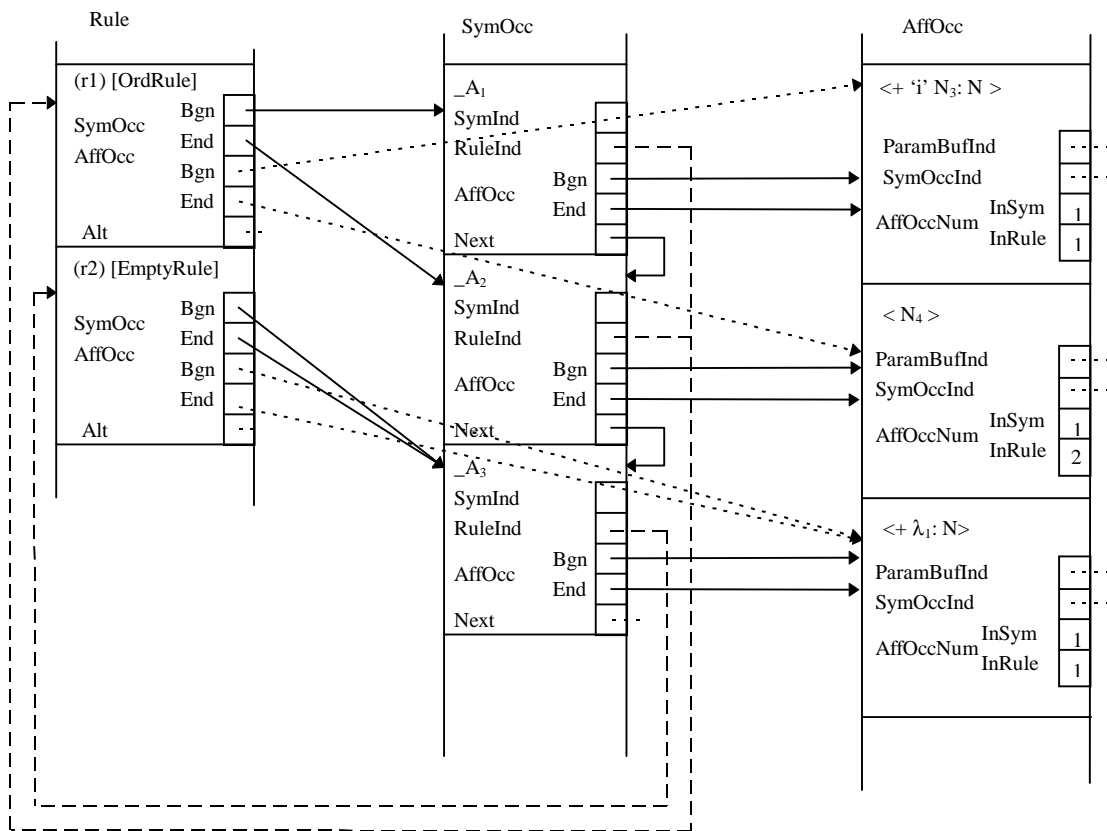 Rule
(r1) [OrdRule]
Bgn
SymOcc
End
AffOcc
Bgn
End
Alt
(r2) [EmptyRule]
Bgn
SymOcc
End
AffOcc
Bgn
End
Alt
SymOcc
_A₁
SymInd
RuleInd
Bgn
AffOcc
End
Next
_A₂
SymInd
RuleInd
Bgn
AffOcc
End
Next
_A₃
SymInd
RuleInd
Bgn
AffOcc
End
Next
AffOcc
<+ ‘i’ N₃: N >
ParamBufInd
SymOccInd
InSym 1
AffOccNum
InRule 1
< N₄ >
ParamBufInd
SymOccInd
InSym 1
AffOccNum
InRule 2
<+ λ₁: N>
ParamBufInd
SymOccInd
InSym 1
AffOccNum
InRule 1